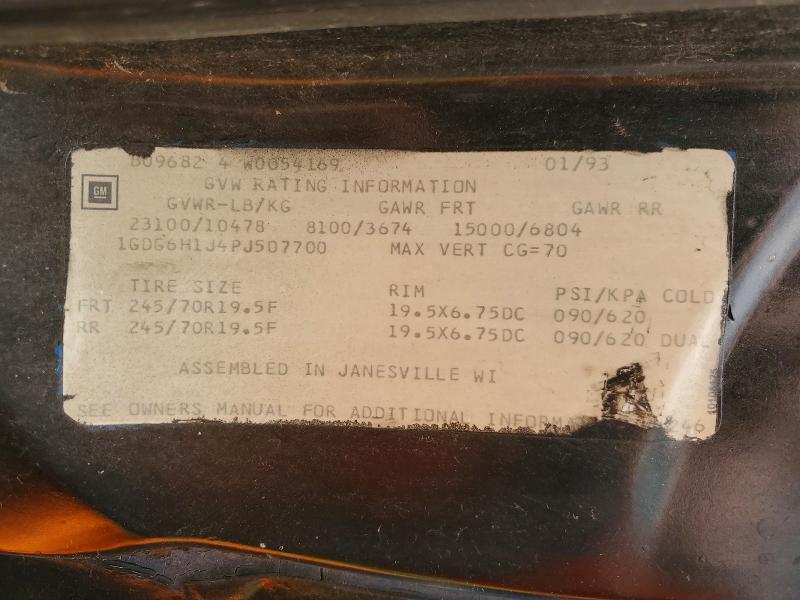 B09682 4 W0054169 01/93
GM
GVW RATING INFORMATION
GVWR-LB/KG GAWR FRT GAWR RR
23100/10478 8100/3674 15000/6804
1GDG6H1J4PJ507700 MAX VERT CG=70
TIRE SIZE RIM PSI/KPA COLD
FRT 245/70R19.5F 19.5X6.75DC 090/620
RR 245/70R19.5F 19.5X6.75DC 090/620 DUAL
ASSEMBLED IN JANESVILLE WI
SEE OWNERS MANUAL FOR ADDITIONAL 246